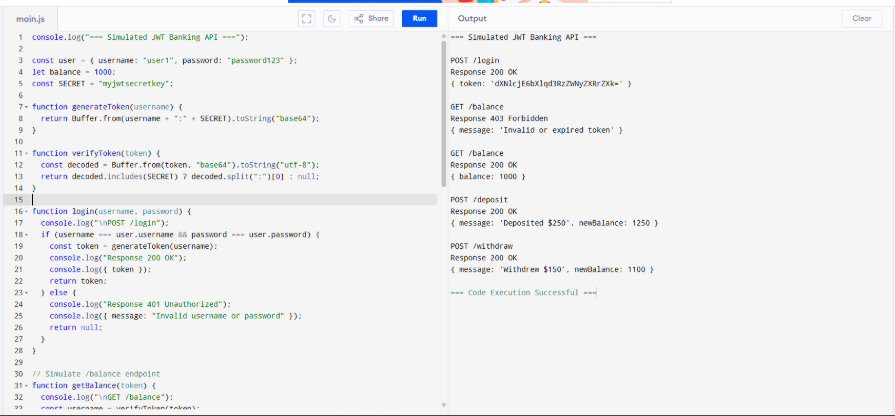 main.js
Share
Run
Output
Clear
1 console.log("=== Simulated JWT Banking API ===");
2
3 const user = { username: "user1", password: "password123" };
4 let balance = 1000;
5 const SECRET = "myjwtsecretkey";
6
7 function generateToken(username) {
8 return Buffer.from(username + ":" + SECRET).toString("base64");
9 }
10
11 function verifyToken(token) {
12 const decoded = Buffer.from(token, "base64").toString("utf-8");
13 return decoded.includes(SECRET) ? decoded.split(":")[0] : null;
14 }
15
16 function login(username, password) {
17 console.log("\nPOST /login");
18 if (username === user.username && password === user.password) {
19 const token = generateToken(username);
20 console.log("Response 200 OK");
21 console.log({ token });
22 return token;
23 } else {
24 console.log("Response 401 Unauthorized");
25 console.log({ message: "Invalid username or password" });
26 return null;
27 }
28 }
29
30 // Simulate /balance endpoint
31 function getBalance(token) {
32 console.log("\nGET /balance");
33 const username = verifyToken(token);
=== Simulated JWT Banking API ===
POST /login
Response 200 OK
{ token: 'dXNlcjE6bXlqd3RzZWNyZXRrZXk=' }
GET /balance
Response 403 Forbidden
{ message: 'Invalid or expired token' }
GET /balance
Response 200 OK
{ balance: 1000 }
POST /deposit
Response 200 OK
{ message: 'Deposited $250', newBalance: 1250 }
POST /withdraw
Response 200 OK
{ message: 'Withdrew $150', newBalance: 1100 }
=== Code Execution Successful ===